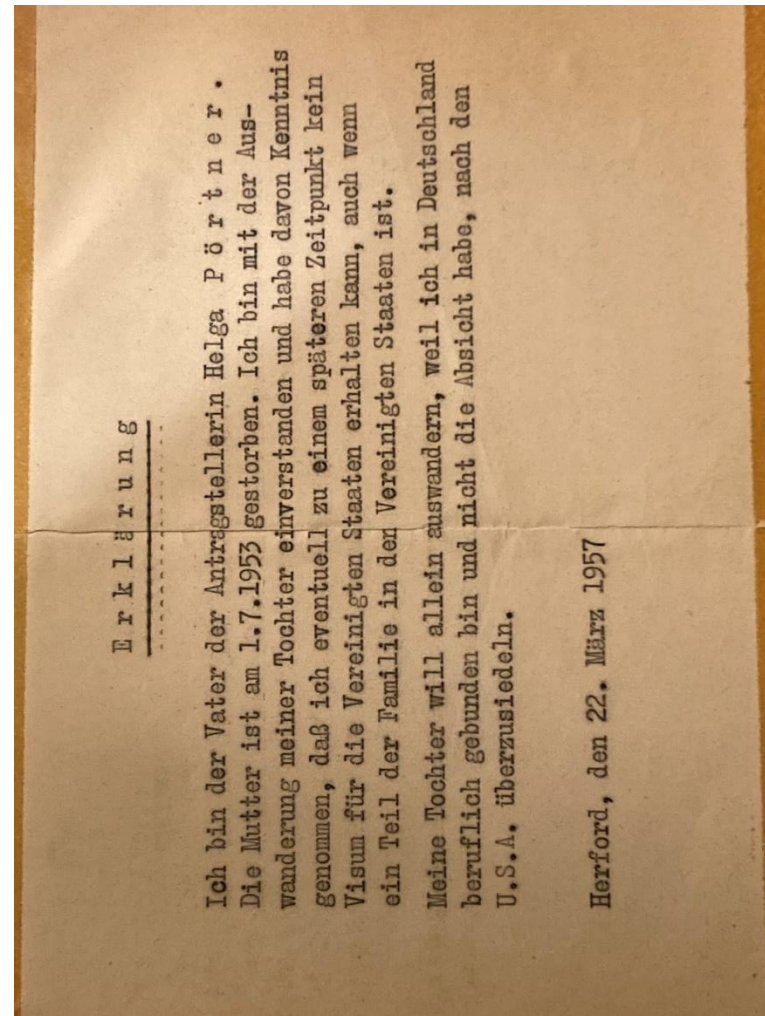 E r k l ä r u n g
Ich bin der Vater der Antragstellerin Helga P ö r t n e r .
Die Mutter ist am 1.7.1953 gestorben. Ich bin mit der Aus-
wanderung meiner Tochter einverstanden und habe davon Kenntnis
genommen, daß ich eventuell zu einem späteren Zeitpunkt kein
Visum für die Vereinigten Staaten erhalten kann, auch wenn
ein Teil der Familie in den Vereinigten Staaten ist.
Meine Tochter will allein auswandern, weil ich in Deutschland
beruflich gebunden bin und nicht die Absicht habe, nach den
U.S.A. überzusiedeln.
Herford, den 22. März 1957